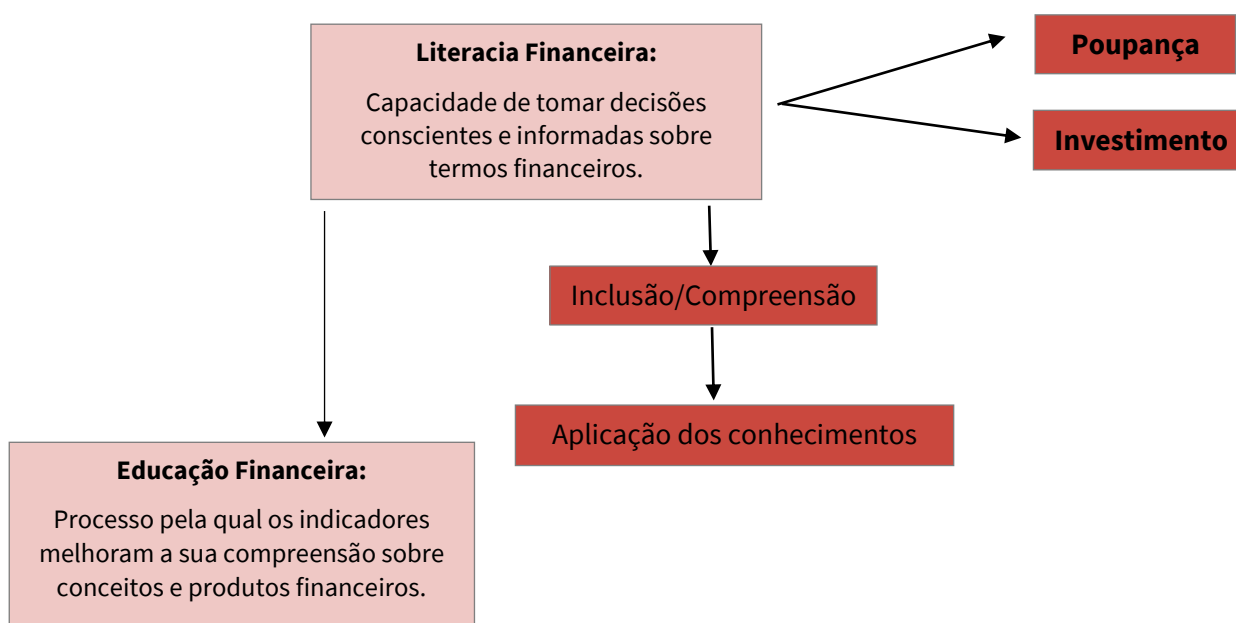 Literacia Financeira:
Capacidade de tomar decisões
conscientes e informadas sobre
termos financeiros.
Poupança
Investimento
Inclusão/Compreensão
Aplicação dos conhecimentos
Educação Financeira:
Processo pela qual os indicadores
melhoram a sua compreensão sobre
conceitos e produtos financeiros.